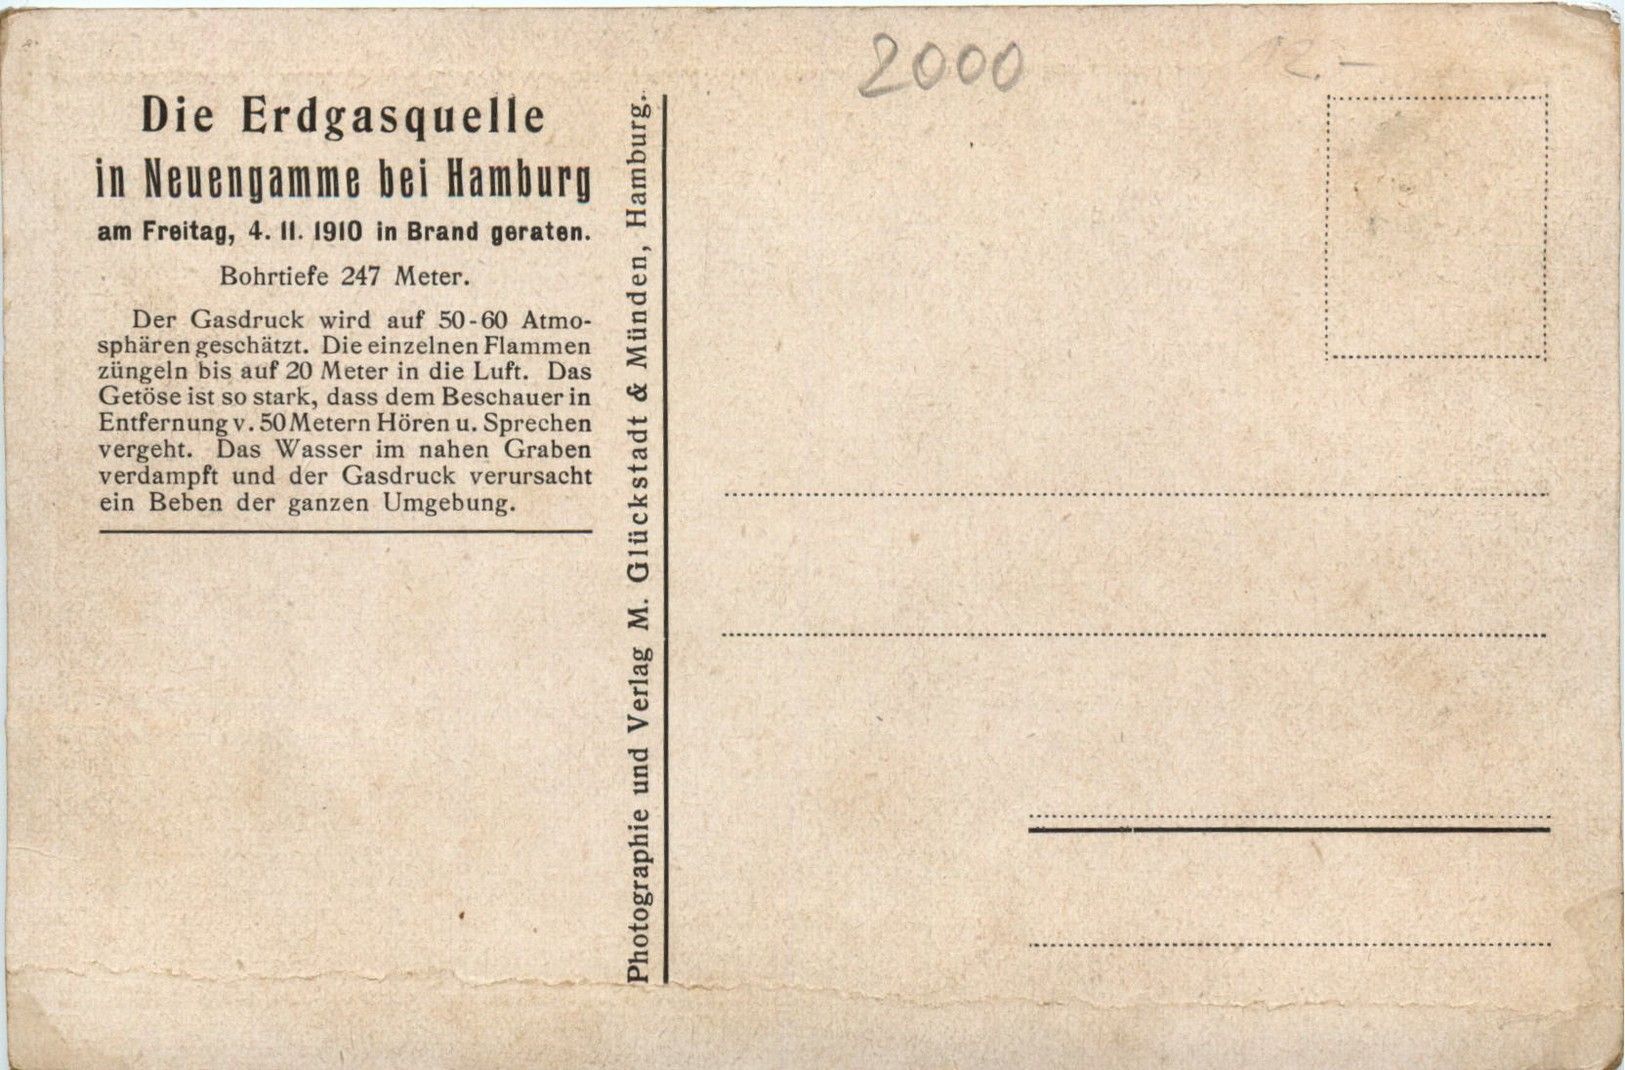 2000
12.-
Die Erdgasquelle
in Neuengamme bei Hamburg
am Freitag, 4. 11. 1910 in Brand geraten.
Bohrtiefe 247 Meter.
Der Gasdruck wird auf 50-60 Atmo-
sphären geschätzt. Die einzelnen Flammen
züngeln bis auf 20 Meter in die Luft. Das
Getöse ist so stark, dass dem Beschauer in
Entfernung v. 50 Metern Hören u. Sprechen
vergeht. Das Wasser im nahen Graben
verdampft und der Gasdruck verursacht
ein Beben der ganzen Umgebung.
Photographie und Verlag M. Glückstadt & Münden, Hamburg.